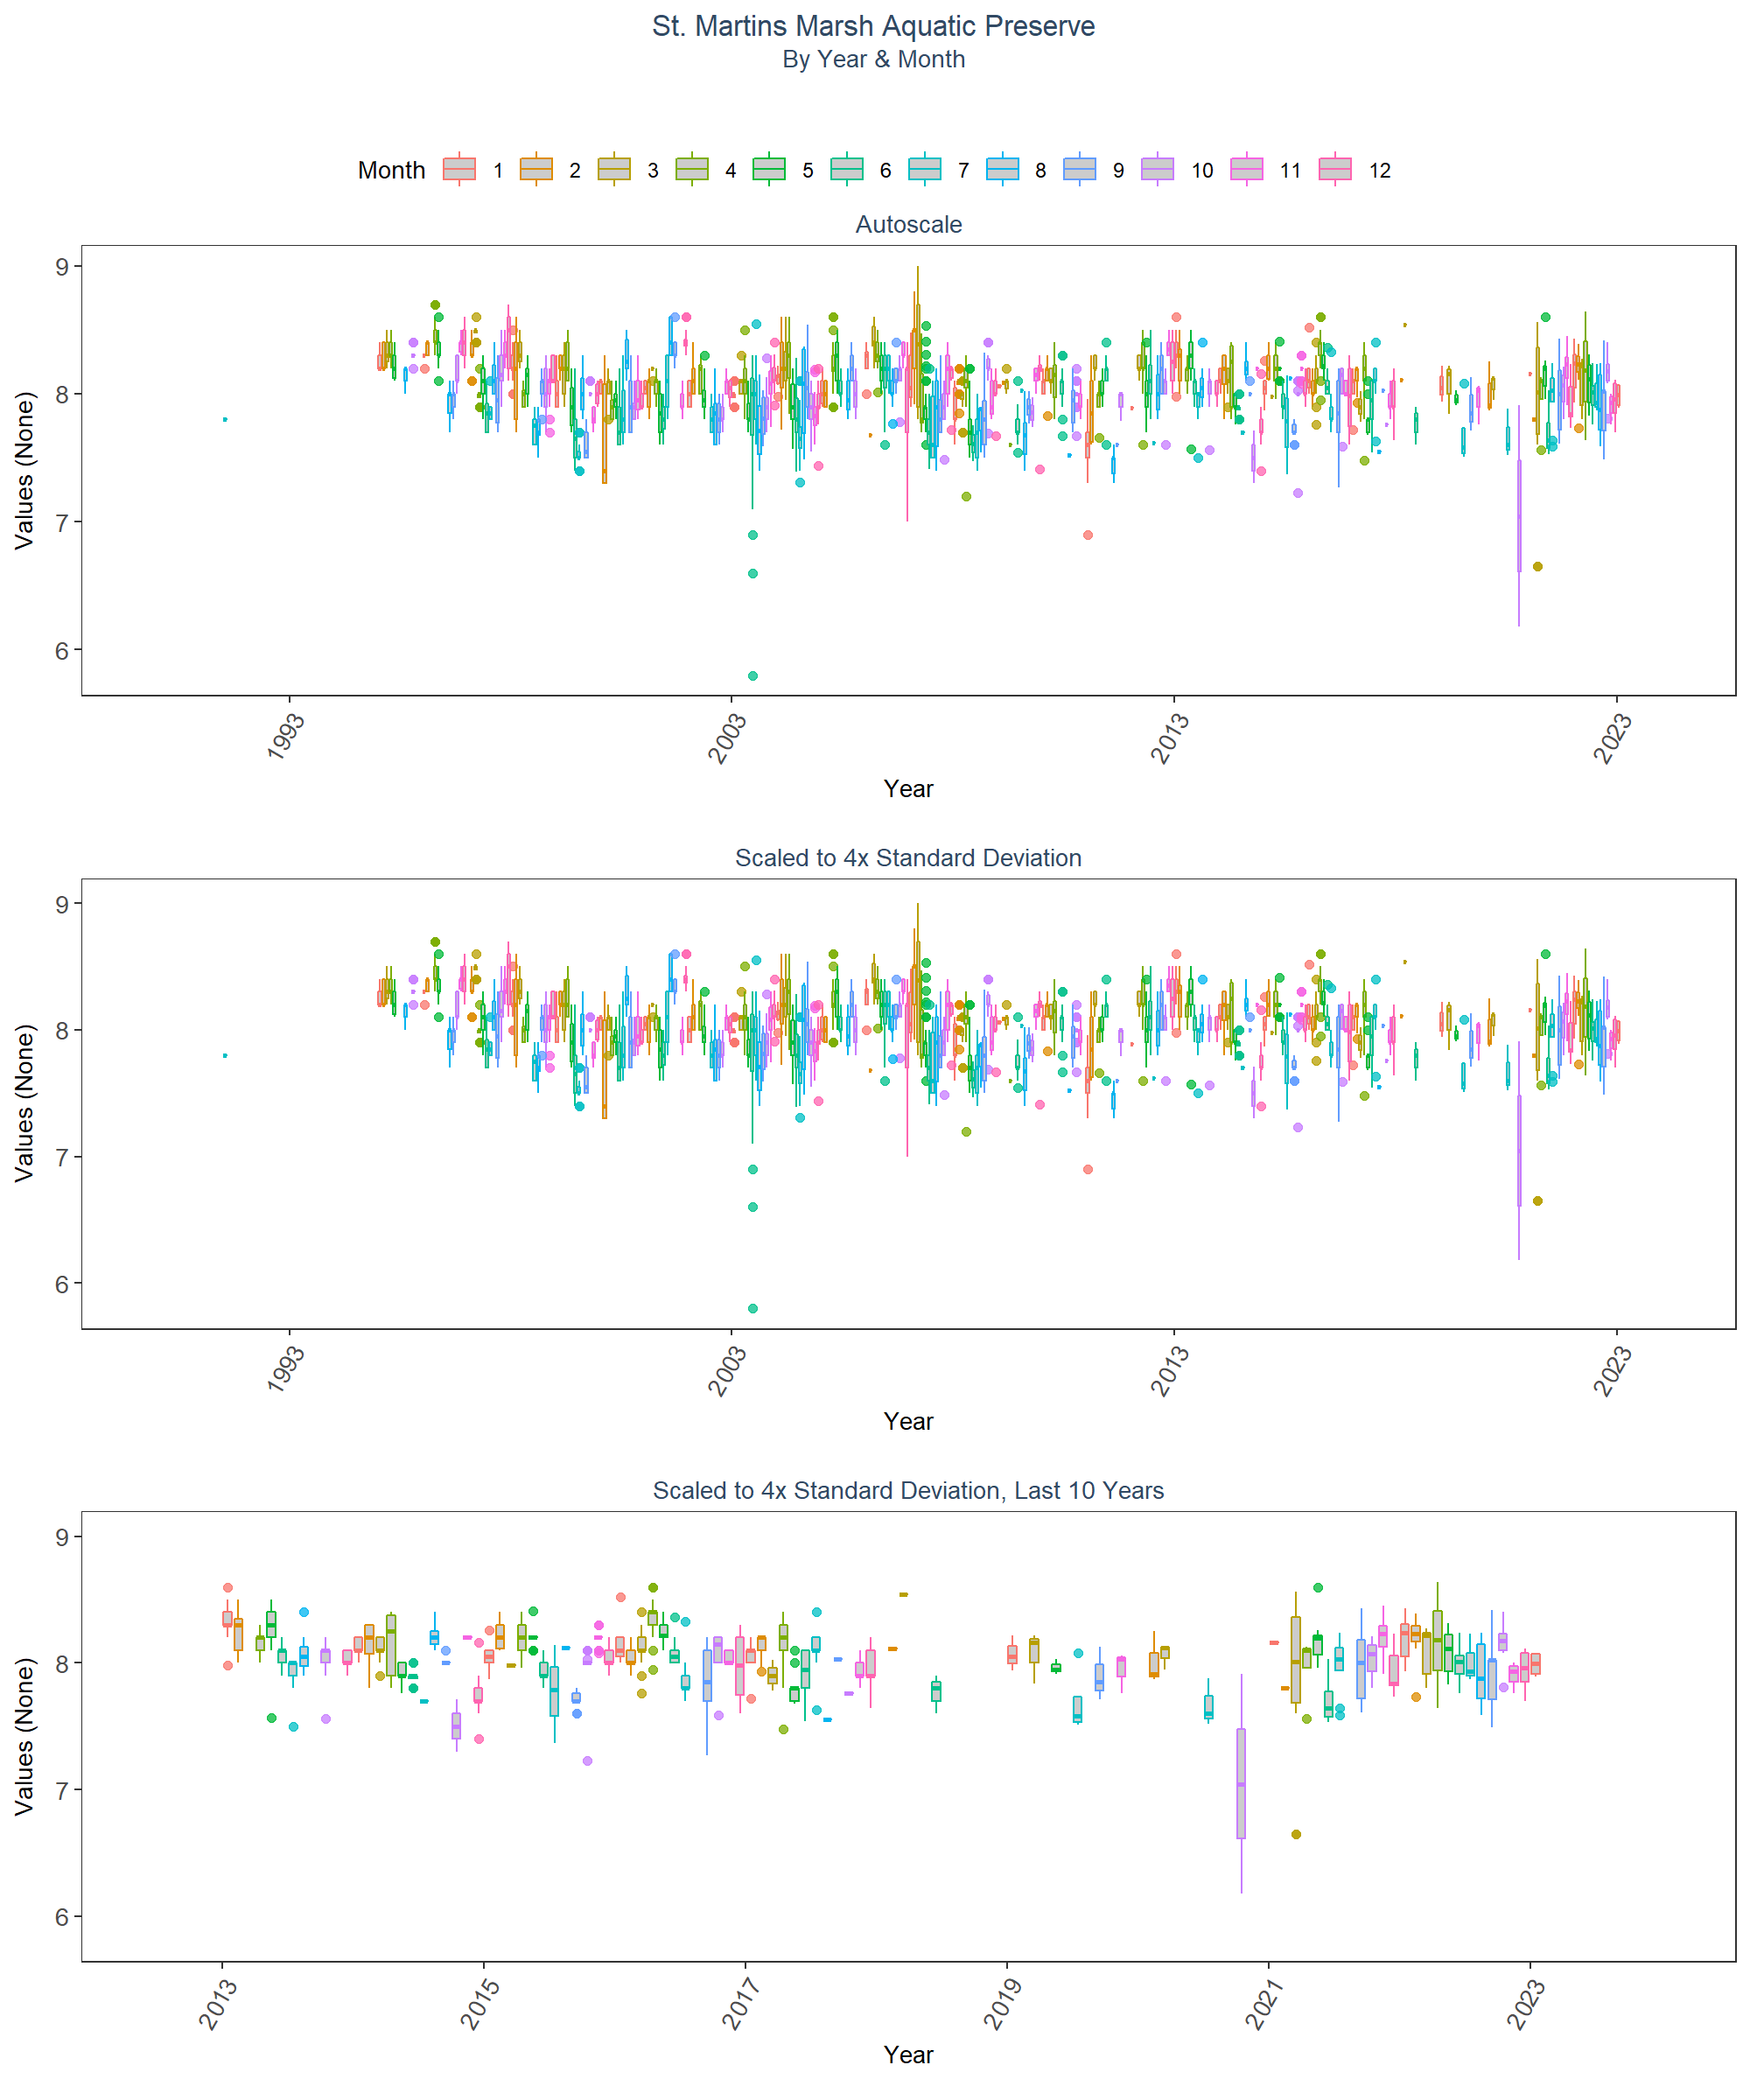 St. Martins Marsh Aquatic Preserve
By Year & Month
Month 1 2 3 4 5 6 7 8 9 10 11 12
Autoscale
Values (None)
9
8
7
6
1993 2003 2013 2023
Year
Scaled to 4x Standard Deviation
Values (None)
9
8
7
6
1993 2003 2013 2023
Year
Scaled to 4x Standard Deviation, Last 10 Years
Values (None)
9
8
7
6
2013 2015 2017 2019 2021 2023
Year